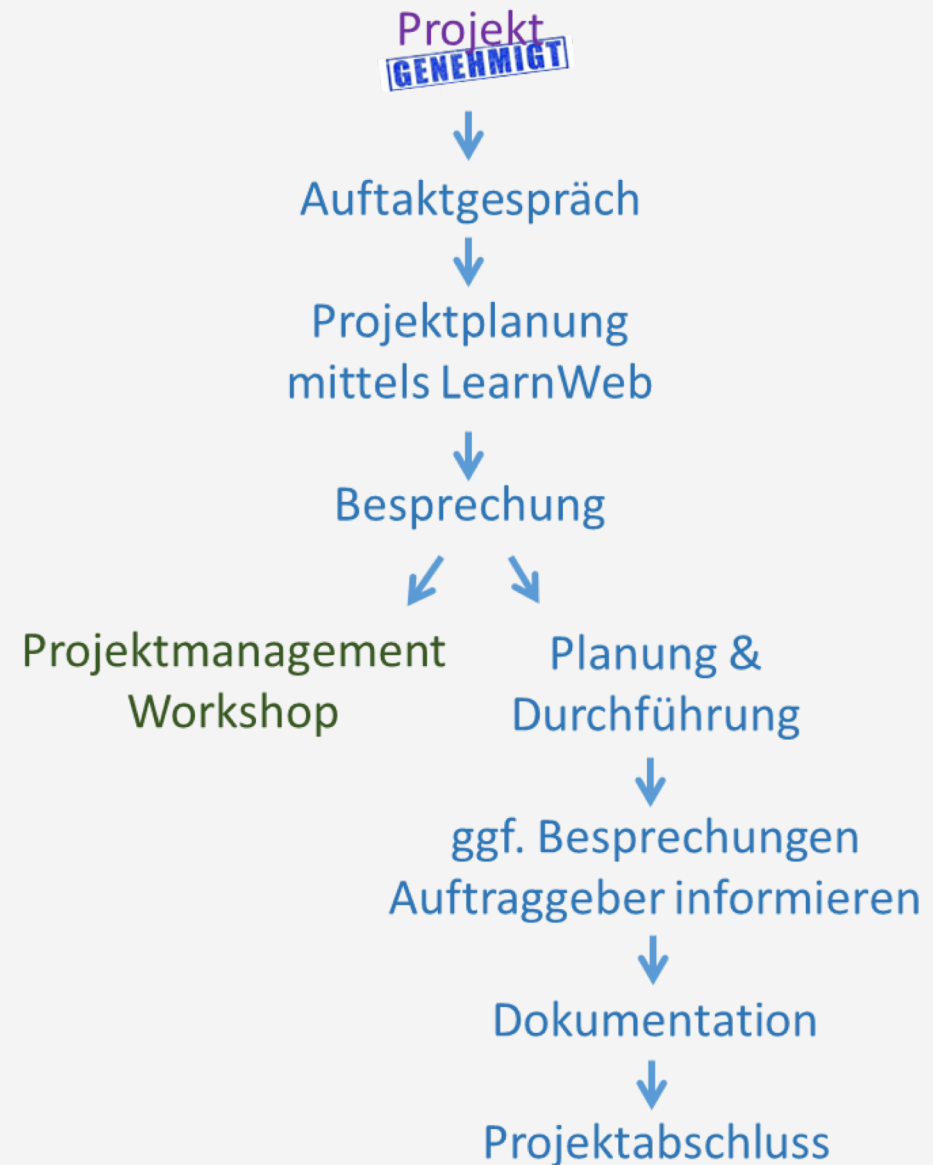 Projekt
GENEHMIGT
Auftaktgespräch
Projektplanung
mittels LearnWeb
Besprechung
Projektmanagement
Workshop
Planung &
Durchführung
ggf. Besprechungen
Auftraggeber informieren
Dokumentation
Projektabschluss